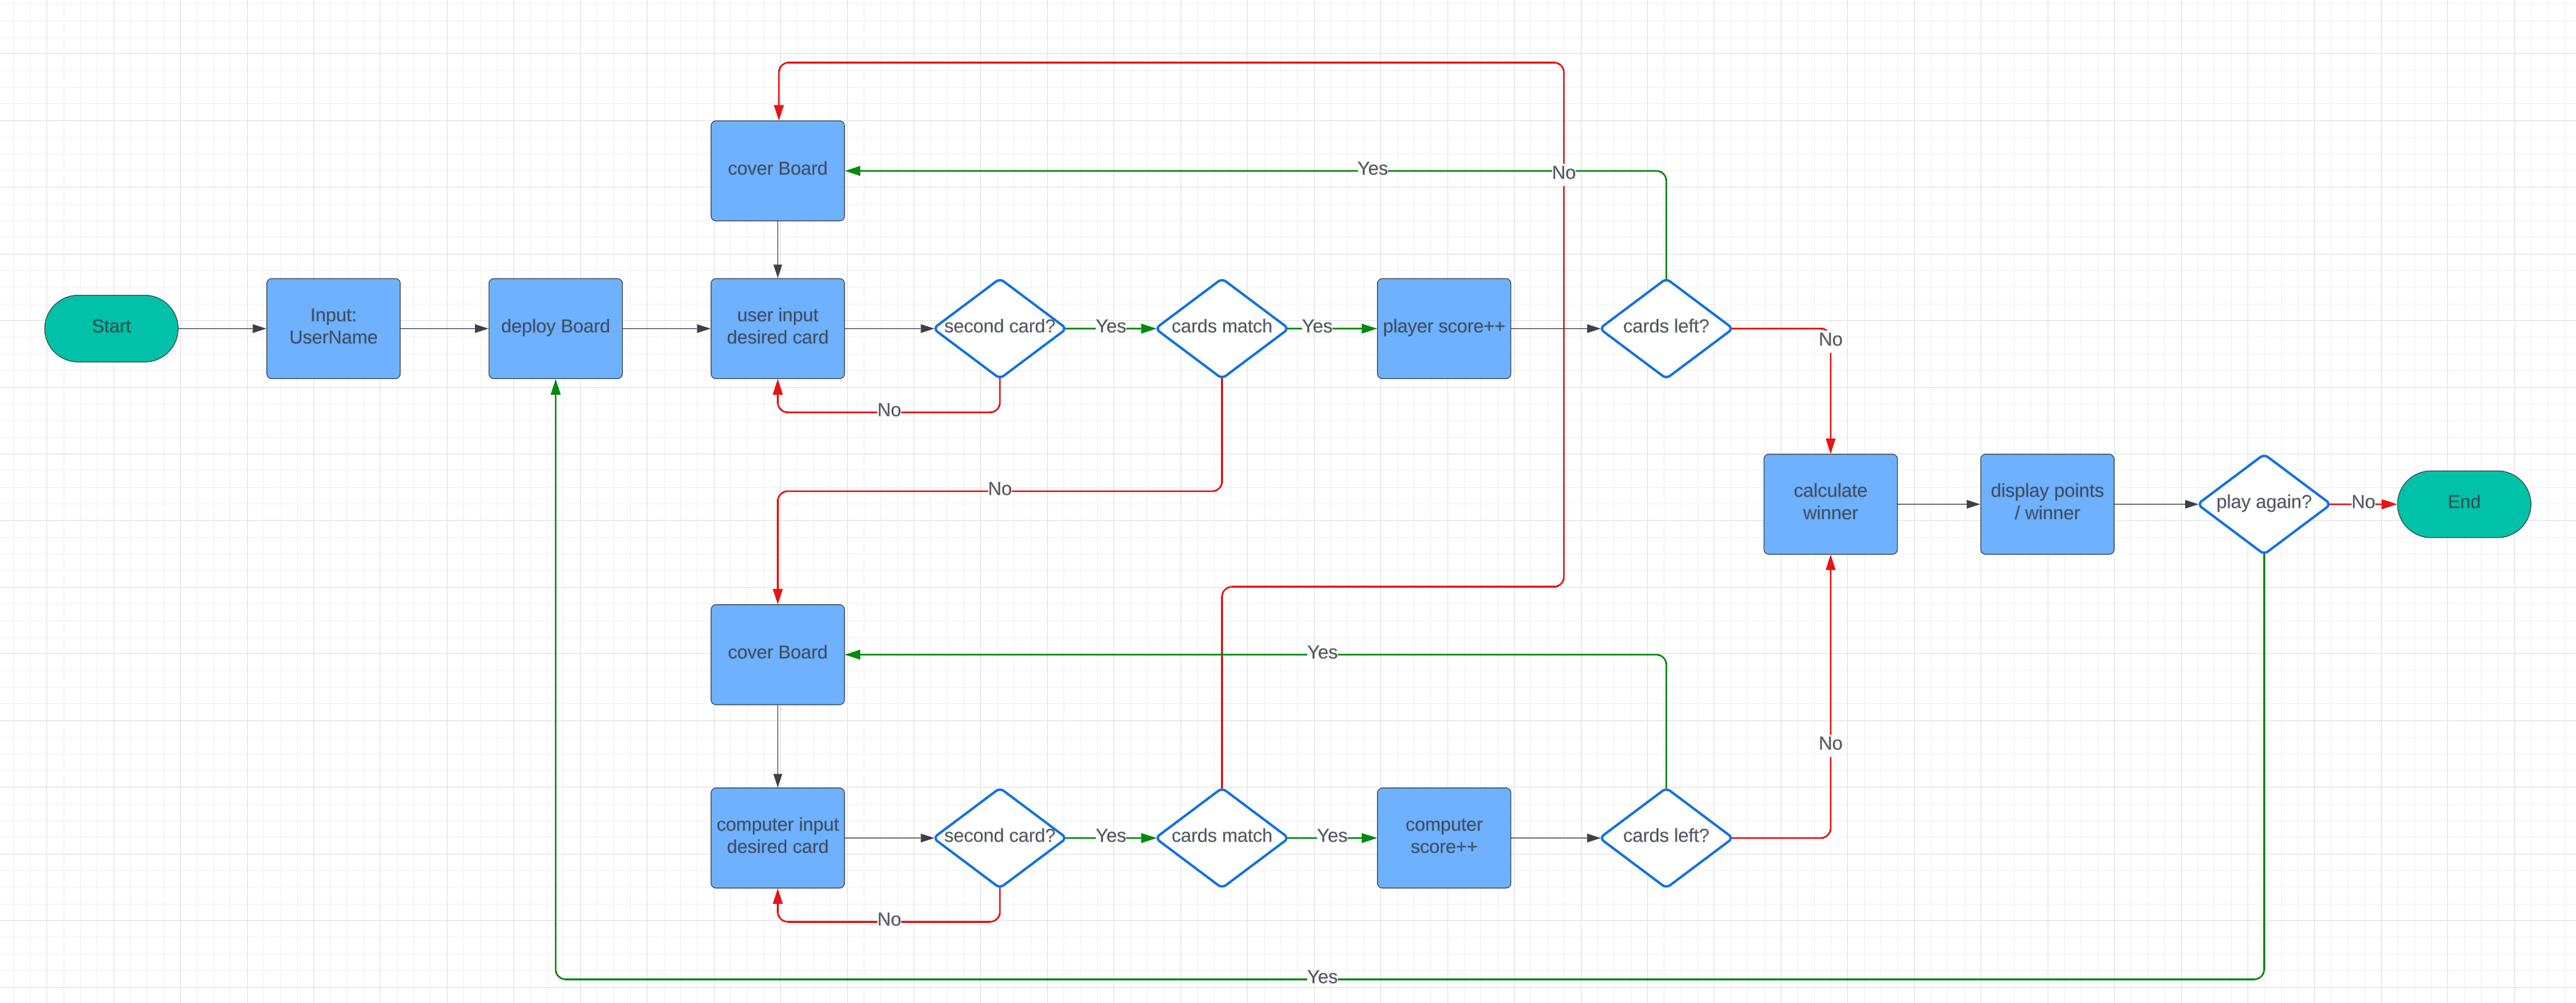 cover Board
Yes
No
Start
Input:
UserName
deploy Board
user input
desired card
second card?
Yes
cards match
Yes
player score++
cards left?
No
No
No
calculate
winner
display points
/ winner
play again?
No
End
cover Board
Yes
No
computer input
desired card
second card?
Yes
cards match
Yes
computer
score++
cards left?
No
Yes